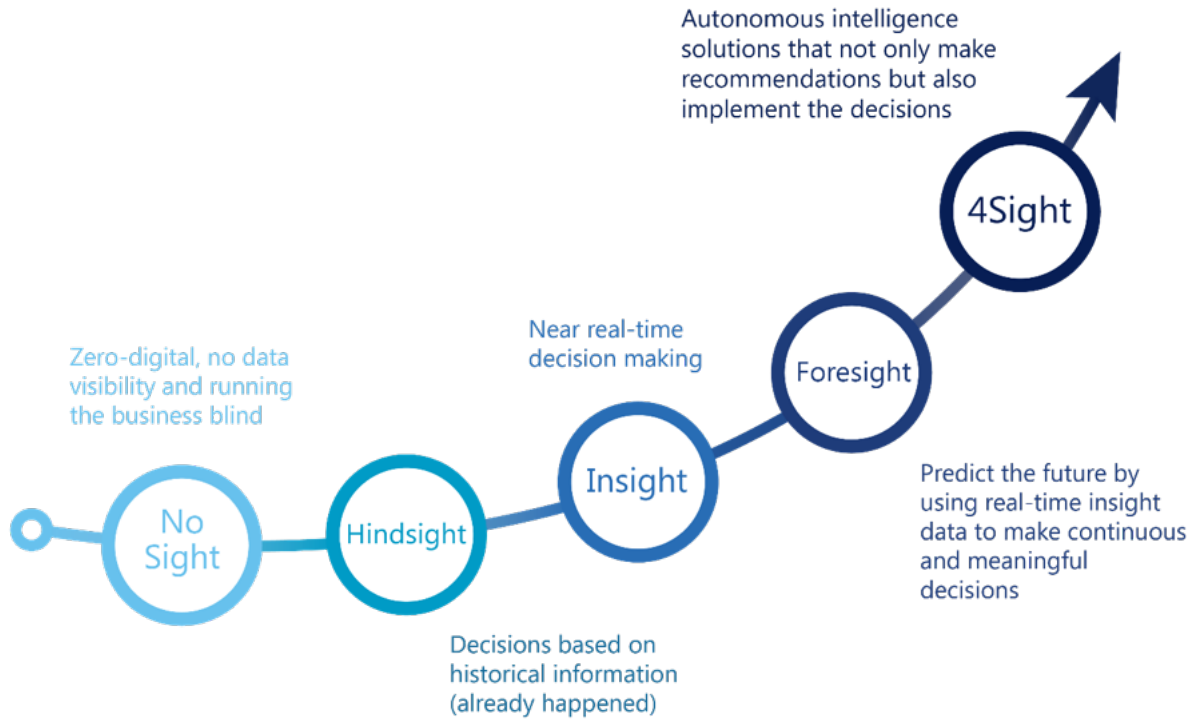 Autonomous intelligence
solutions that not only make
recommendations but also
implement the decisions
4Sight
Near real-time
decision making
Foresight
Zero-digital, no data
visibility and running
the business blind
Insight
Predict the future by
using real-time insight
data to make continuous
and meaningful
decisions
No
Sight
Hindsight
Decisions based on
historical information
(already happened)